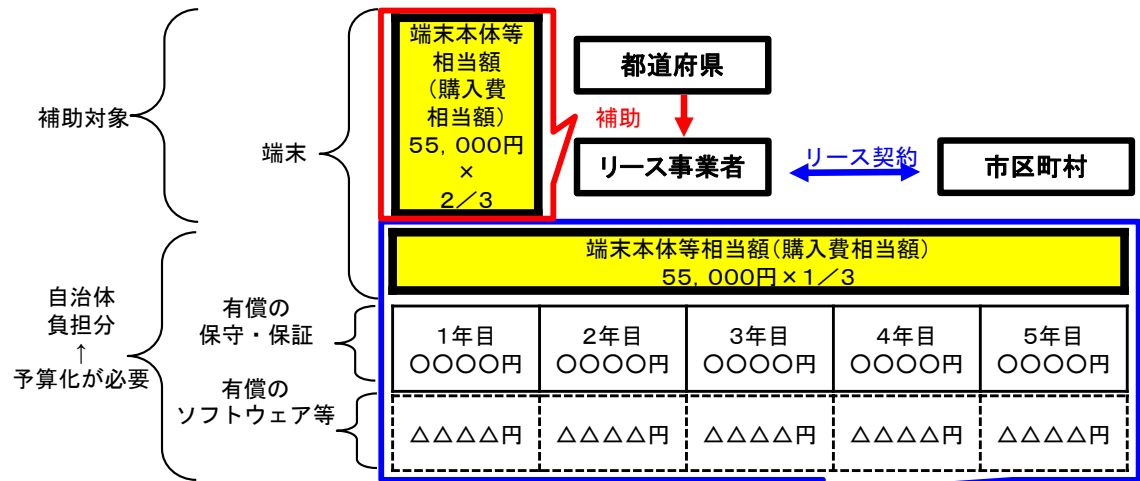 補助対象
端末
端末本体等
相当額
（購入費
相当額）
55,000円
×
2／3
都道府県
補助
リース事業者
リース契約
市区町村
端末本体等相当額（購入費相当額）
55,000円×1／3
自治体
負担分
↑
予算化が必要
有償の
保守・保証
1年目
〇〇〇〇円
2年目
〇〇〇〇円
3年目
〇〇〇〇円
4年目
〇〇〇〇円
5年目
〇〇〇〇円
有償の
ソフトウェア等
△△△△円
△△△△円
△△△△円
△△△△円
△△△△円